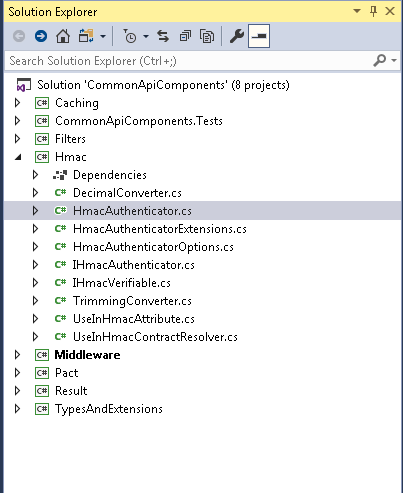 Solution Explorer
Search Solution Explorer (Ctrl+;)
Solution 'CommonApiComponents' (8 projects)
C# Caching
C# CommonApiComponents.Tests
C# Filters
C# Hmac
Dependencies
C# DecimalConverter.cs
C# HmacAuthenticator.cs
C# HmacAuthenticatorExtensions.cs
C# HmacAuthenticatorOptions.cs
C# IHmacAuthenticator.cs
C# IHmacVerifiable.cs
C# TrimmingConverter.cs
C# UseInHmacAttribute.cs
C# UseInHmacContractResolver.cs
C# Middleware
C# Pact
C# Result
C# TypesAndExtensions